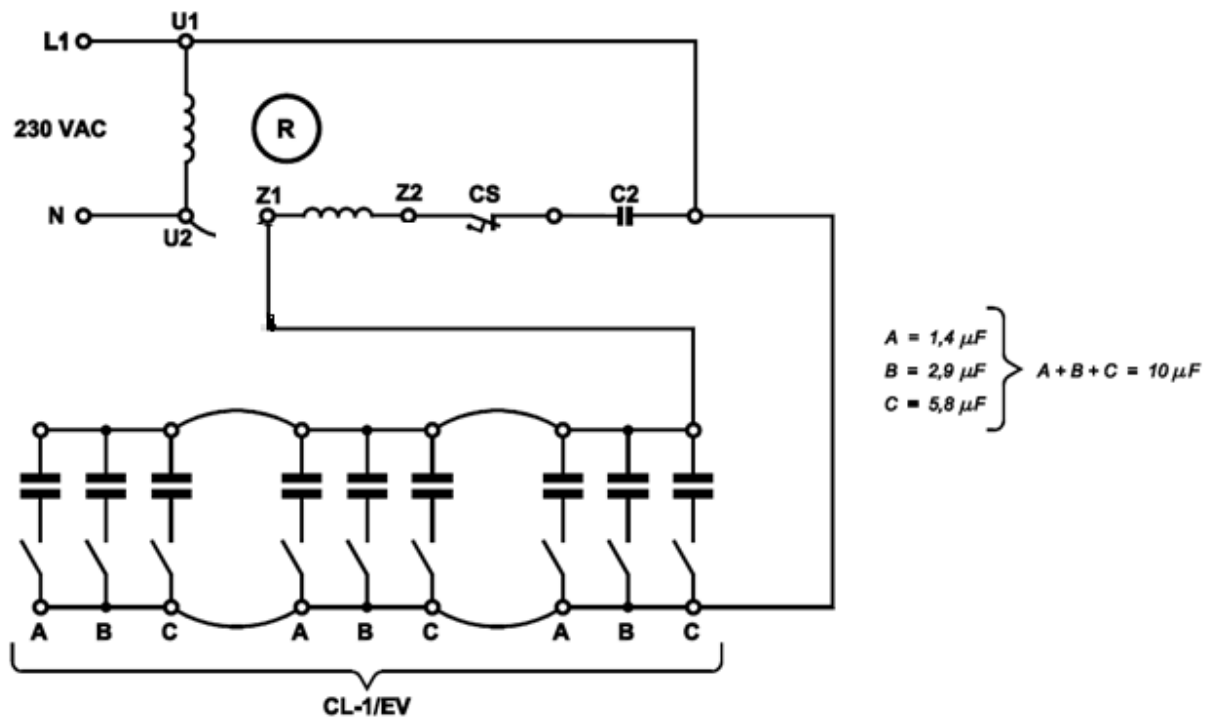 U1
L1
230 VAC
R
N
U2
Z1
Z2
CS
C2
A = 1,4 μF
B = 2,9 μF
C = 5,8 μF
A + B + C = 10 μF
A B C A B C A B C
CL-1/EV